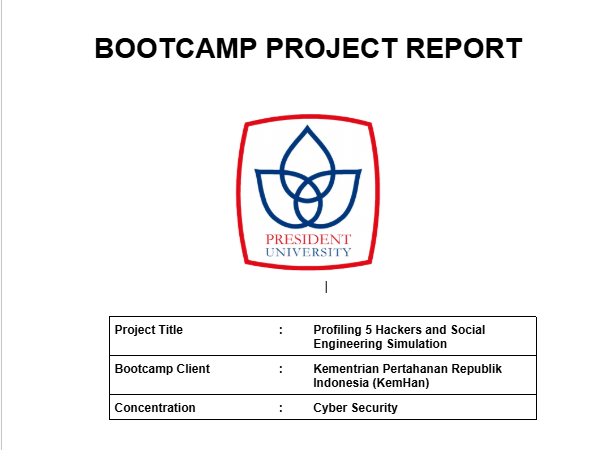 BOOTCAMP PROJECT REPORT
PRESIDENT
UNIVERSITY
Project Title : Profiling 5 Hackers and Social
Engineering Simulation
Bootcamp Client : Kementrian Pertahanan Republik
Indonesia (KemHan)
Concentration : Cyber Security